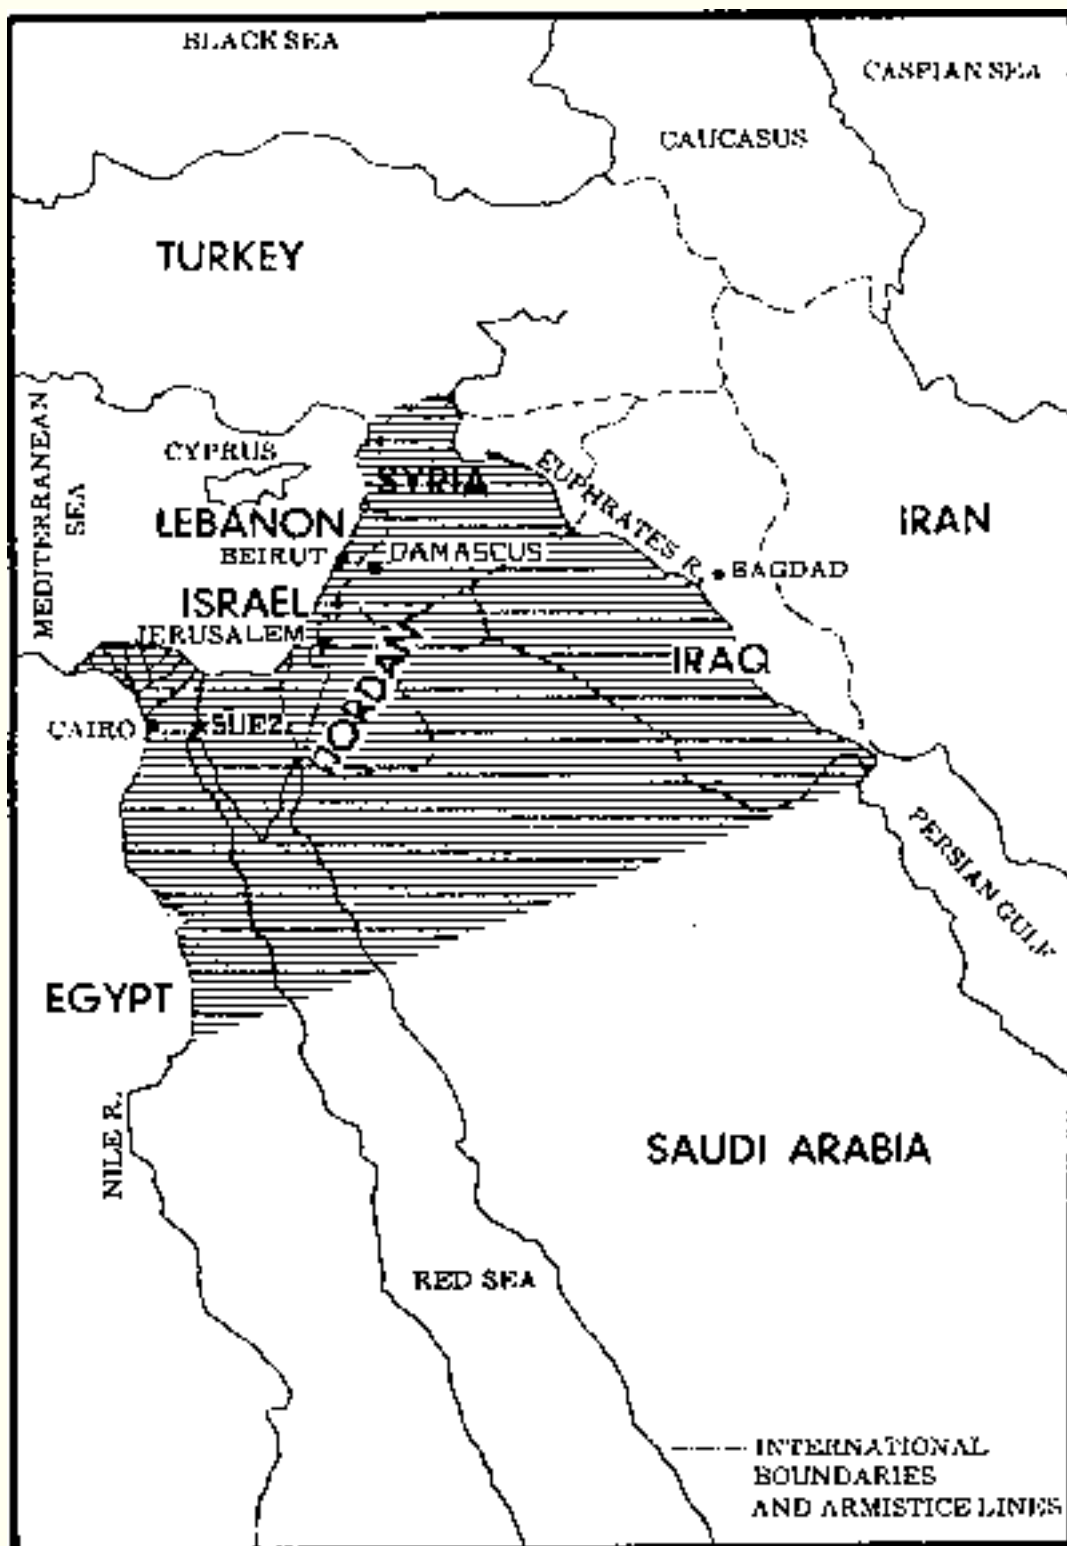 BLACK SEA
CASPIAN SEA
CAUCASUS
TURKEY
MEDITERRANEAN
SEA
CYPRUS
SYRIA
EUPHRATES R.
LEBANON
IRAN
BEIRUT
DAMASCUS
BAGDAD
ISRAEL
JERUSALEM
JORDAN
IRAQ
CAIRO
SUEZ
PERSIAN GULF
EGYPT
NILE R.
SAUDI ARABIA
RED SEA
INTERNATIONAL
BOUNDARIES
AND ARMISTICE LINES